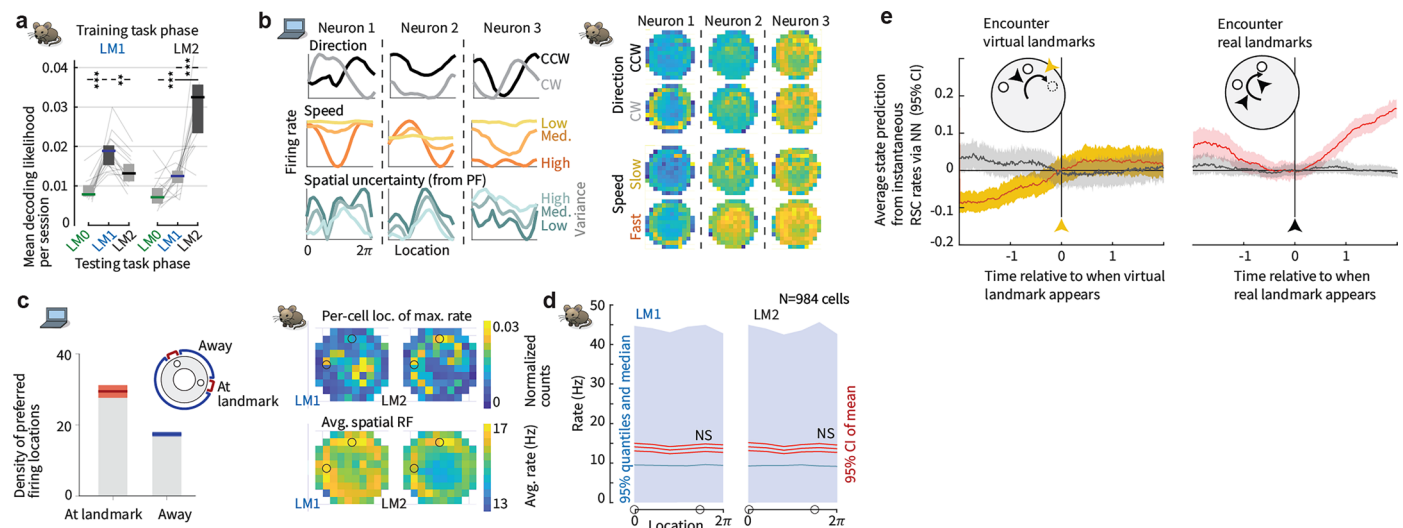 a
Training task phase
LM1
LM2
***
**
***
***
0.04
0.03
0.02
0.01
0
Mean decoding likelihood
per session
LM0
LM1
LM2
LM0
LM1
LM2
Testing task phase
b
Neuron 1
Neuron 2
Neuron 3
Direction
CCW
CW
Speed
Low
Med.
High
Firing rate
Spatial uncertainty (from PF)
High
Med.
Low
Variance
0
2π
Location
Neuron 1
Neuron 2
Neuron 3
Direction
CCW
CW
Speed
Slow
Fast
c
40
20
0
Density of preferred
firing locations
At landmark
Away
Away
At
landmark
Per-cell loc. of max. rate
LM1
LM2
0.03
0
Normalized
counts
Avg. spatial RF
LM1
LM2
17
13
Avg. rate (Hz)
d
N=984 cells
LM1
LM2
50
45
40
35
30
25
20
15
10
5
0
95% quantiles and median
Rate (Hz)
NS
NS
95% CI of mean
0
2π
0
2π
Location
e
Encounter
virtual landmarks
Encounter
real landmarks
0.2
0.1
0
-0.1
-0.2
Average state prediction
from instantaneous
RSC rates via NN (95% CI)
-1
0
1
-1
0
1
Time relative to when virtual
landmark appears
Time relative to when
real landmark appears